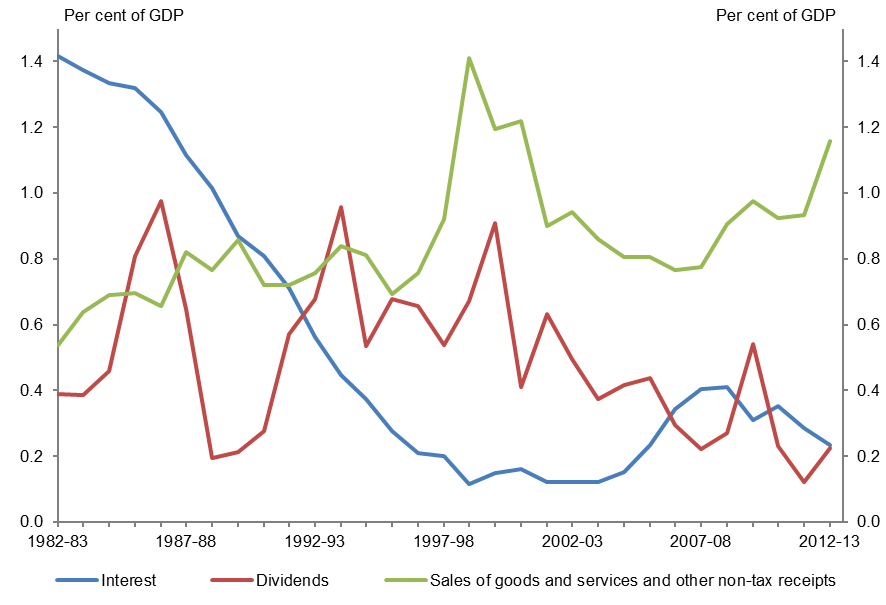 Per cent of GDP Per cent of GDP
1.4 1.4
1.2 1.2
1.0 1.0
0.8 0.8
0.6 0.6
0.4 0.4
0.2 0.2
0.0 0.0
1982-83 1987-88 1992-93 1997-98 2002-03 2007-08 2012-13
Interest Dividends Sales of goods and services and other non-tax receipts